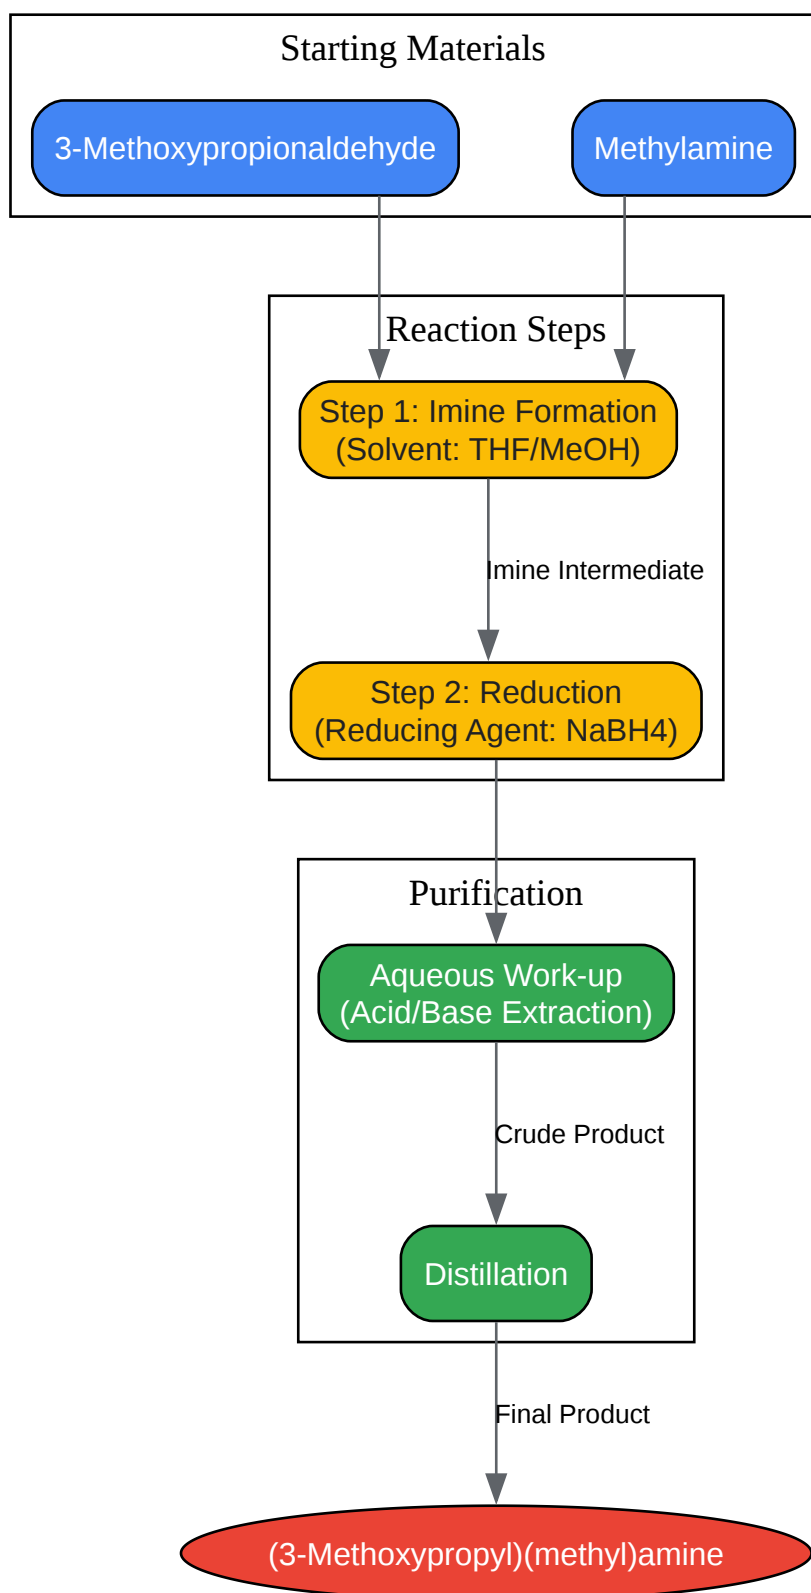 Starting Materials
3-Methoxypropionaldehyde
Methylamine
Reaction Steps
Step 1: Imine Formation
(Solvent: THF/MeOH)
Imine Intermediate
Step 2: Reduction
(Reducing Agent: NaBH4)
Purification
Aqueous Work-up
(Acid/Base Extraction)
Crude Product
Distillation
Final Product
(3-Methoxypropyl)(methyl)amine